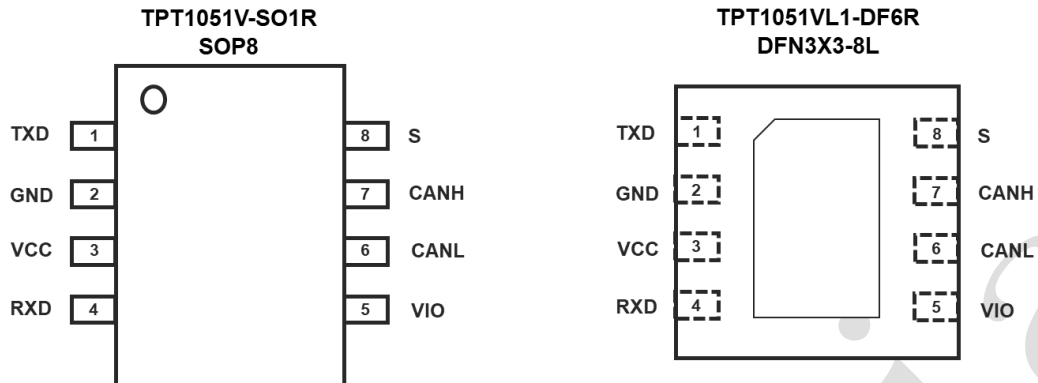 TPT1051V-SO1R
SOP8
TXD 1 8 S
GND 2 7 CANH
VCC 3 6 CANL
RXD 4 5 VIO
TPT1051VL1-DF6R
DFN3X3-8L
TXD 1 8 S
GND 2 7 CANH
VCC 3 6 CANL
RXD 4 5 VIO